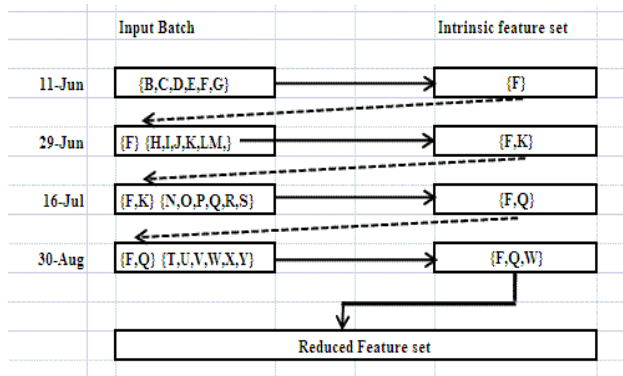 Input Batch Intrinsic feature set
11-Jun {B,C,D,E,F,G} {F}
29-Jun {F} {H,I,J,K,LM,} {F,K}
16-Jul {F,K} {N,O,P,Q,R,S} {F,Q}
30-Aug {F,Q} {T,U,V,W,X,Y} {F,Q,W}
Reduced Feature set